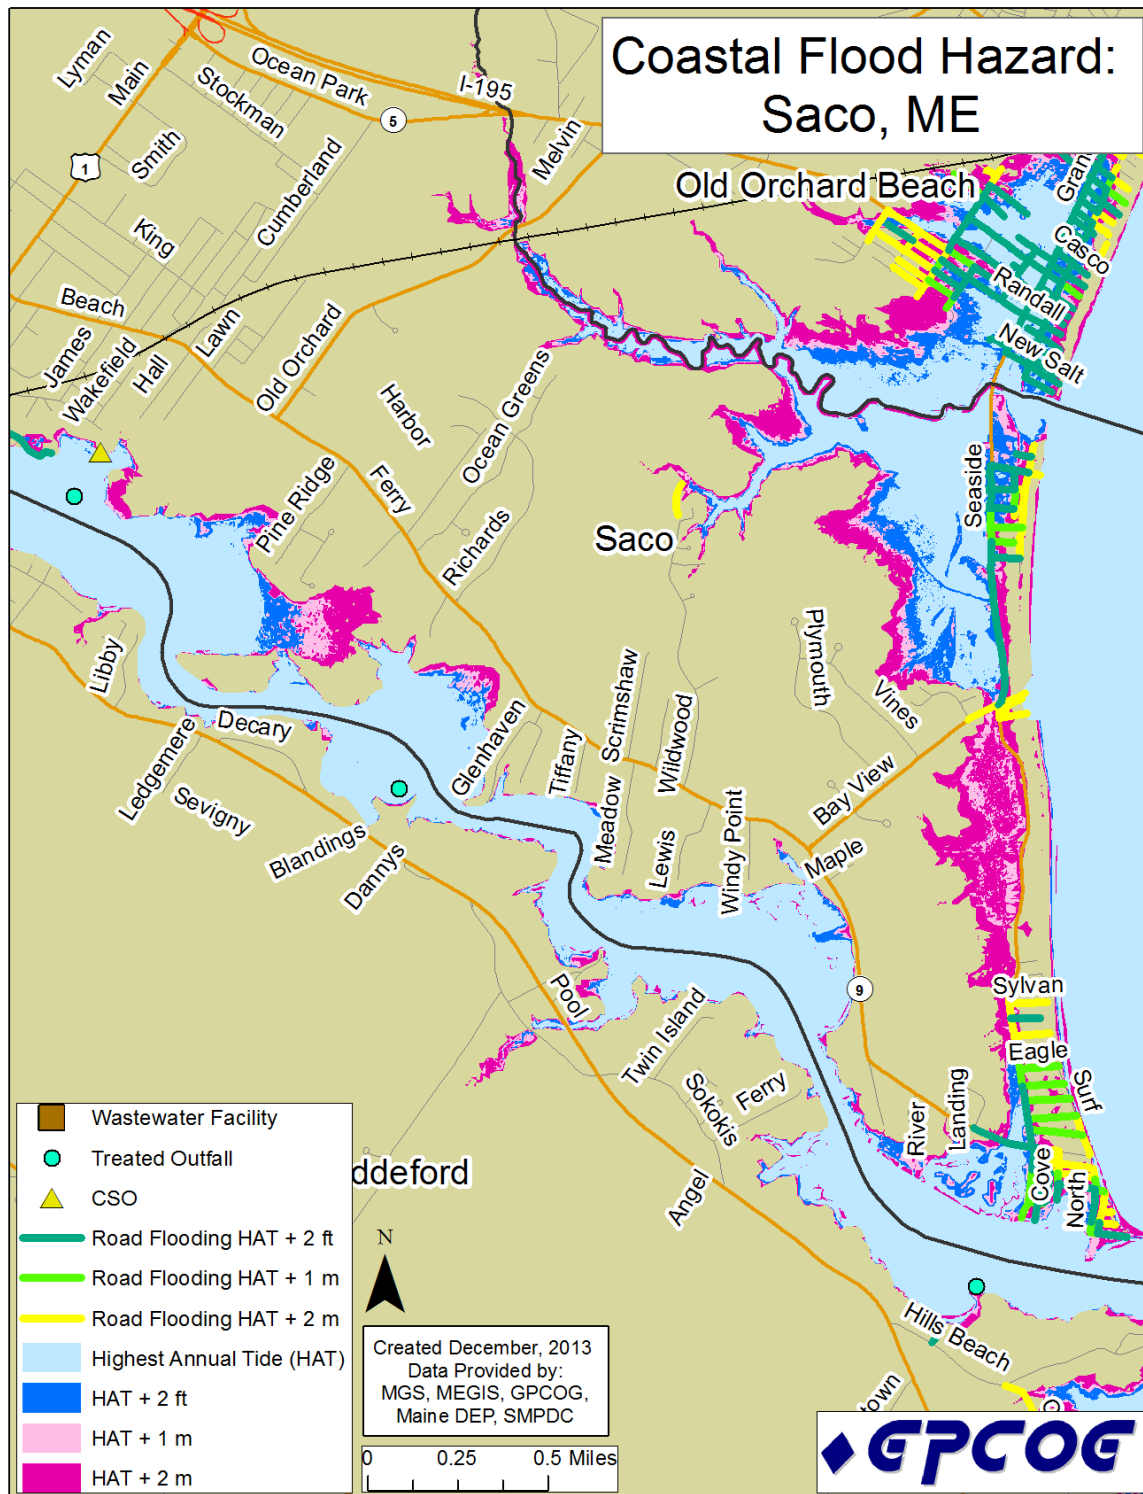 Coastal Flood Hazard:
Saco, ME
Lyman
Main
Ocean Park
Stockman
I-195
5
Melvin
Smith
1
Cumberland
King
Old Orchard Beach
Casco
Randall
New Salt
Beach
James
Wakefield
Hall
Lawn
Old Orchard
Harbor
Ocean Greens
Ferry
Pine Ridge
Richards
Saco
Seaside
Plymouth
Vines
Libby
Decary
Ledgemere
Sevigny
Glenhaven
Tiffany
Meadow
Scrimshaw
Wildwood
Bay View
Blandings
Dannys
Lewis
Windy Point
Maple
9
Pool
Twin Island
Sokokis
Ferry
Sylvan
Eagle
Surf
River
Landing
Cove
North
Angel
Hills Beach
ddeford
town
Wastewater Facility
Treated Outfall
CSO
Road Flooding HAT + 2 ft
Road Flooding HAT + 1 m
Road Flooding HAT + 2 m
Highest Annual Tide (HAT)
HAT + 2 ft
HAT + 1 m
HAT + 2 m
N
Created December, 2013
Data Provided by:
MGS, MEGIS, GPCOG,
Maine DEP, SMPDC
0 0.25 0.5 Miles
GPCOG